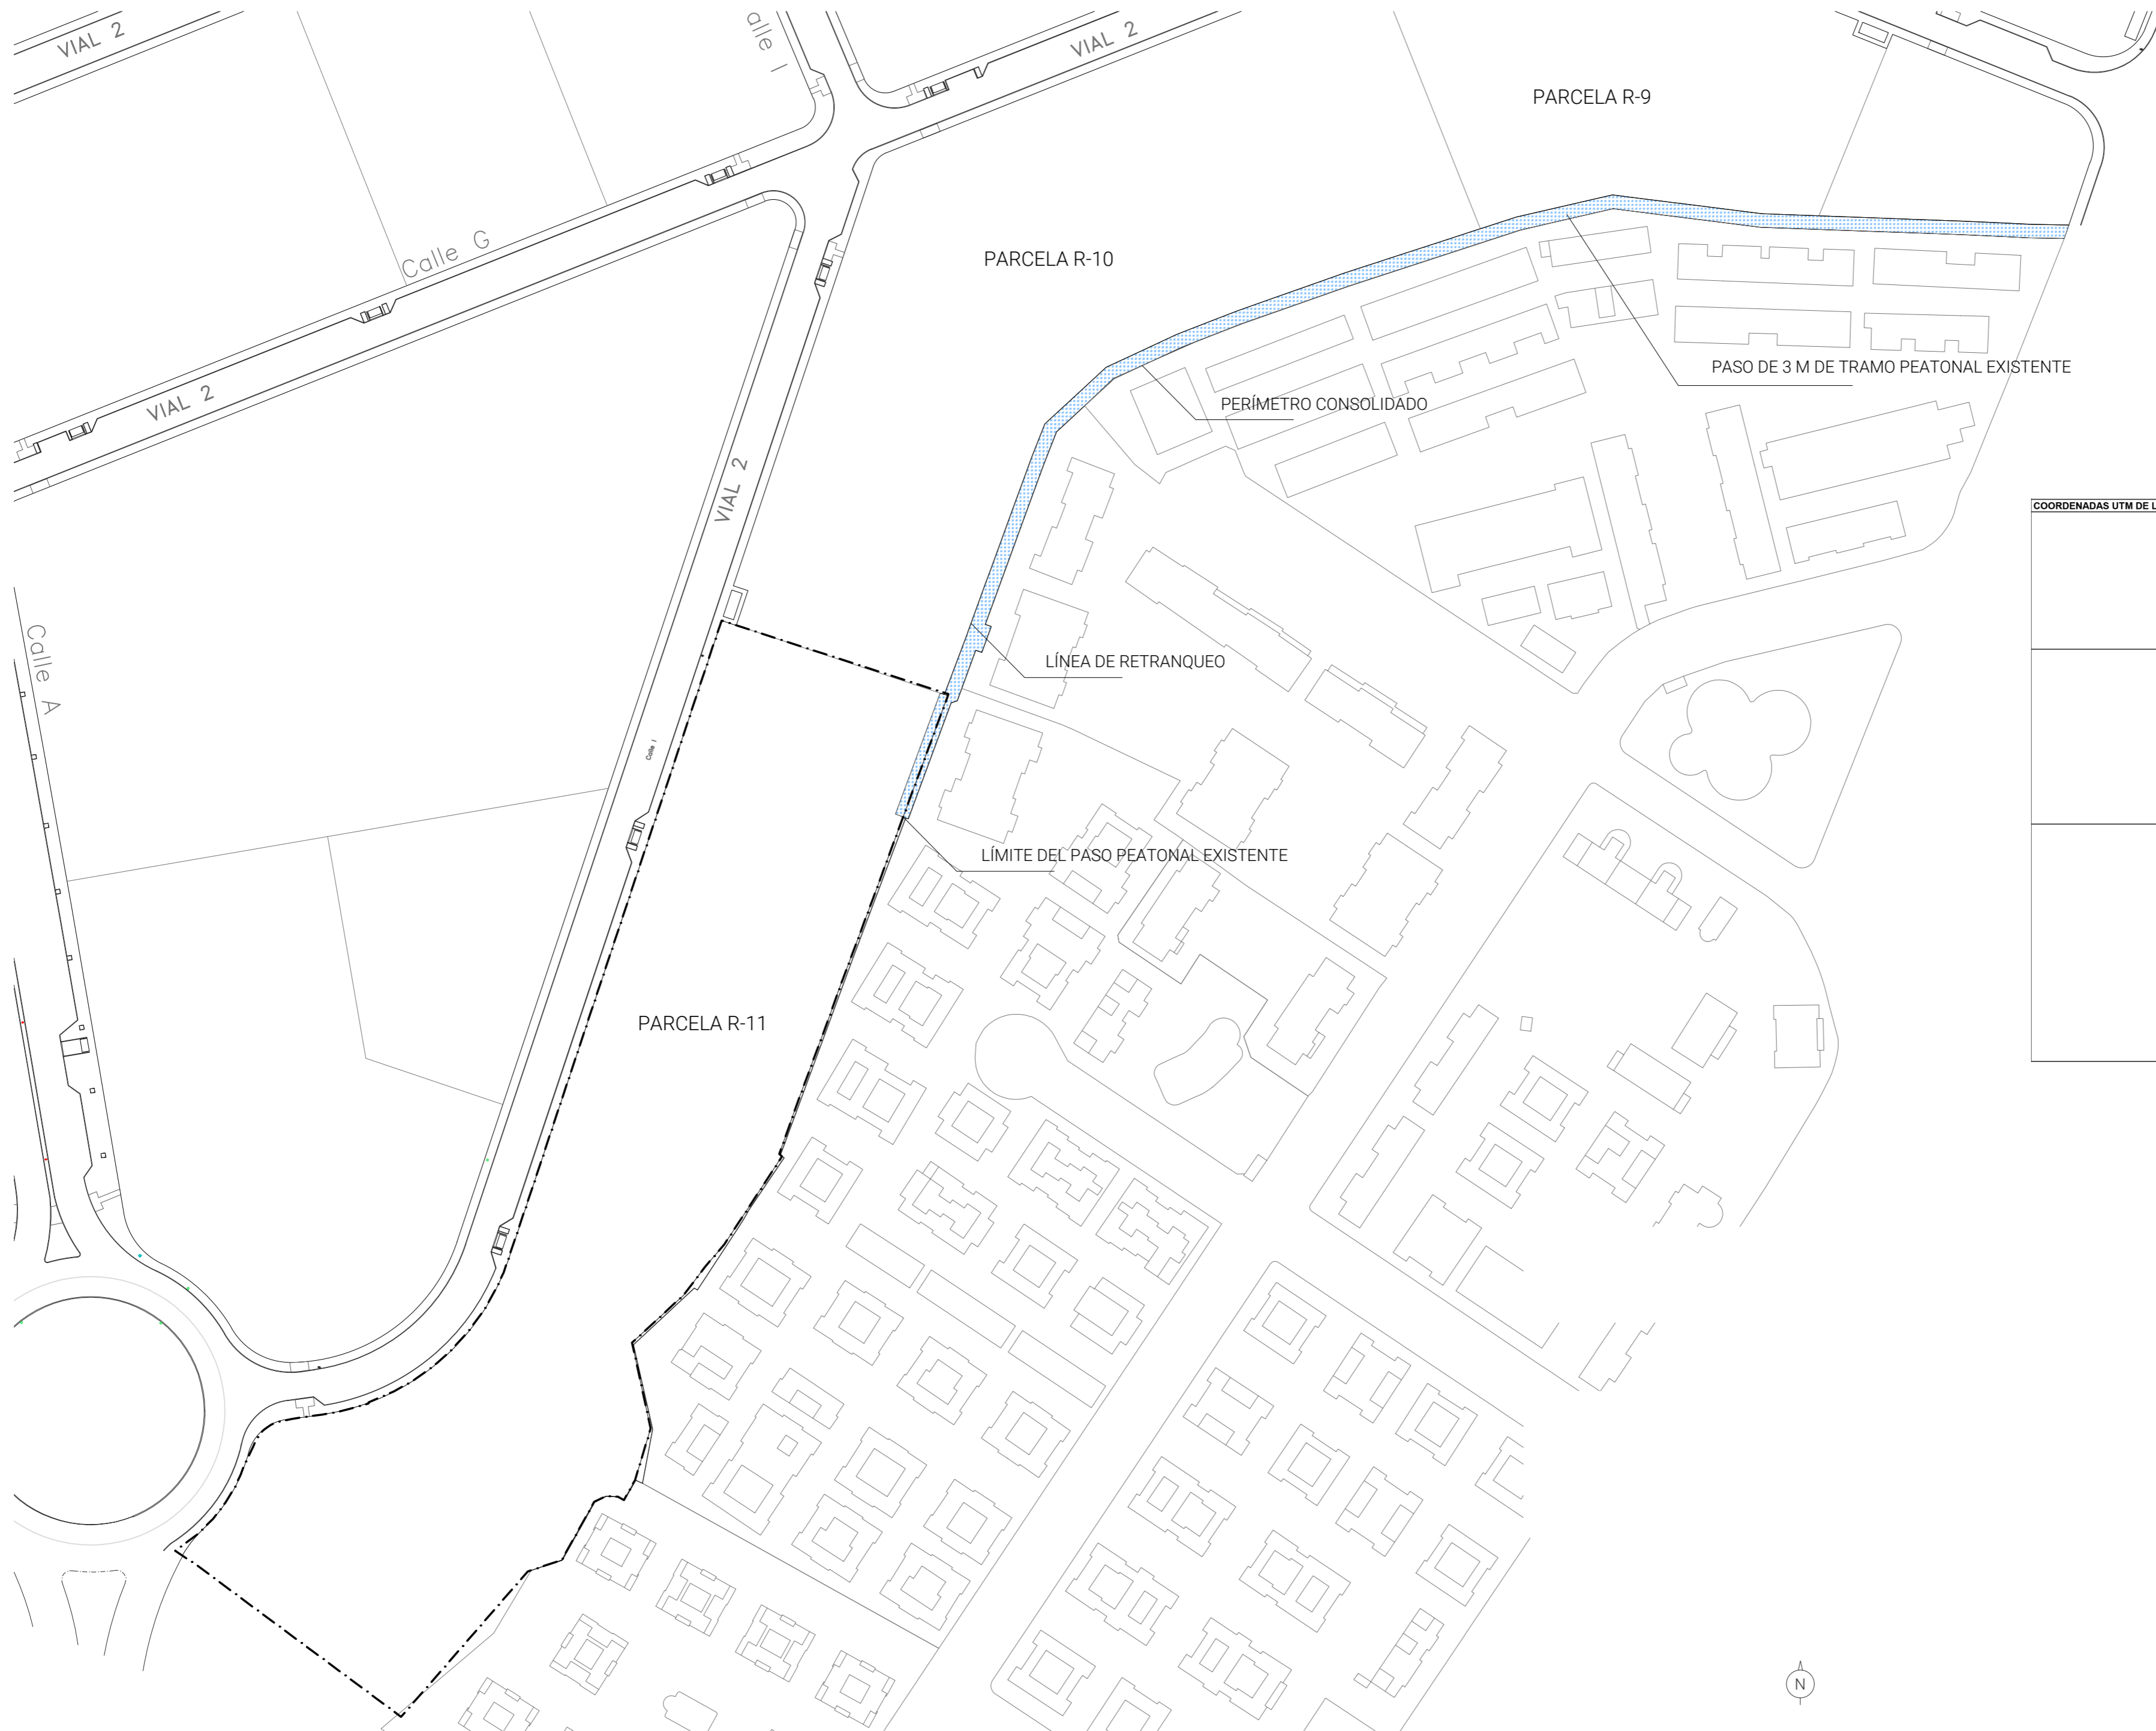 VIAL 2
alle I
VIAL 2
PARCELA R-9
Calle G
PARCELA R-10
VIAL 2
PASO DE 3 M DE TRAMO PEATONAL EXISTENTE
PERÍMETRO CONSOLIDADO
VIAL 2
COORDENADAS UTM DE L
Calle A
LÍNEA DE RETRANQUEO
Calle I
LÍMITE DEL PASO PEATONAL EXISTENTE
PARCELA R-11
N